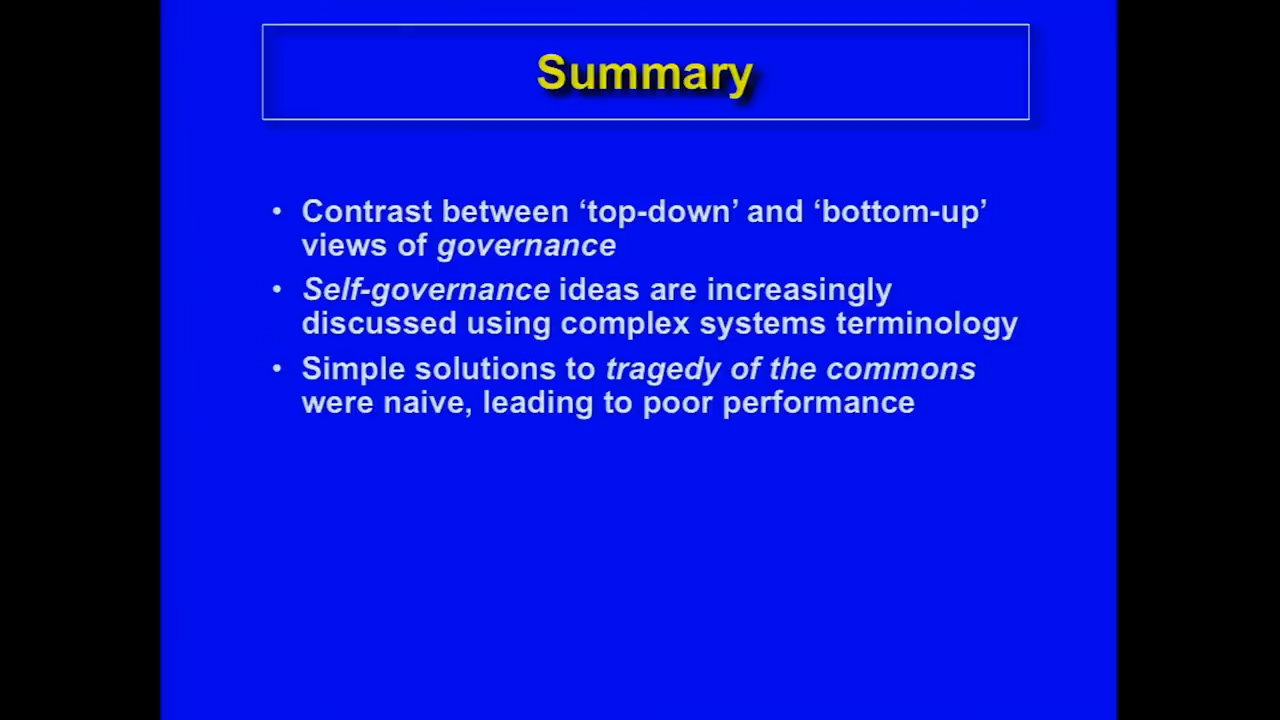 Summary
• Contrast between ‘top-down’ and ‘bottom-up’
views of governance
• Self-governance ideas are increasingly
discussed using complex systems terminology
• Simple solutions to tragedy of the commons
were naive, leading to poor performance